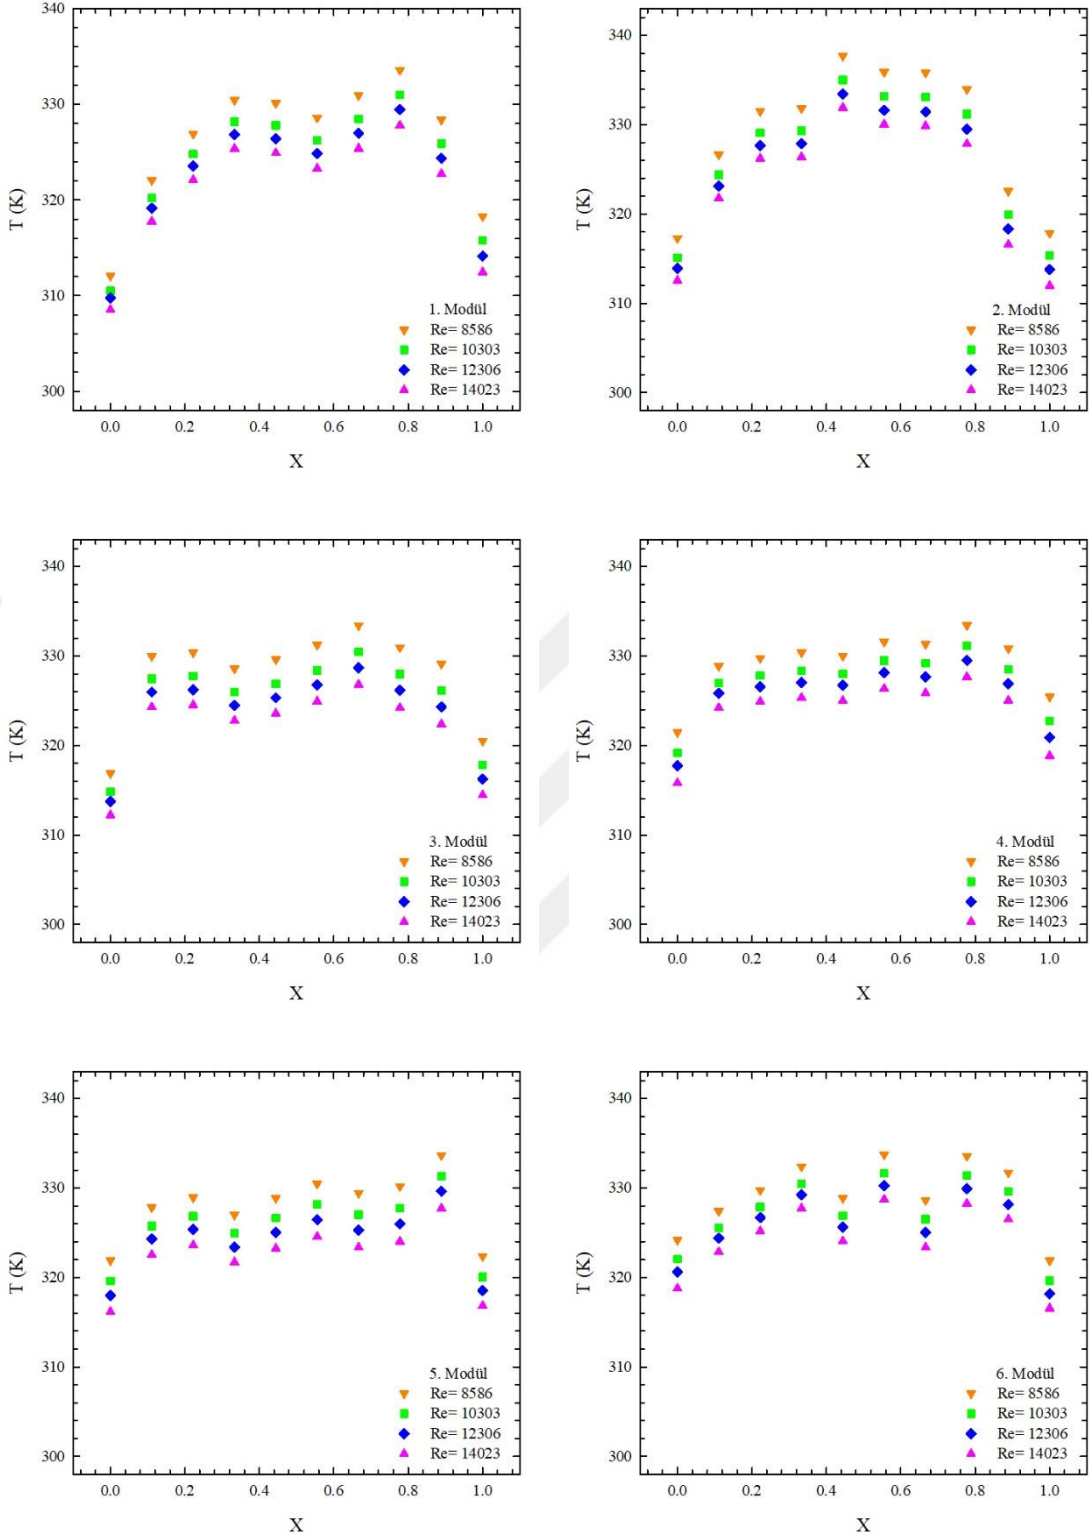 340
330
320
310
300
T (K)
1. Modül
Re= 8586
Re= 10303
Re= 12306
Re= 14023
0.0 0.2 0.4 0.6 0.8 1.0
X
340
330
320
310
300
T (K)
2. Modül
Re= 8586
Re= 10303
Re= 12306
Re= 14023
0.0 0.2 0.4 0.6 0.8 1.0
X
340
330
320
310
300
T (K)
3. Modül
Re= 8586
Re= 10303
Re= 12306
Re= 14023
0.0 0.2 0.4 0.6 0.8 1.0
X
340
330
320
310
300
T (K)
4. Modül
Re= 8586
Re= 10303
Re= 12306
Re= 14023
0.0 0.2 0.4 0.6 0.8 1.0
X
340
330
320
310
300
T (K)
5. Modül
Re= 8586
Re= 10303
Re= 12306
Re= 14023
0.0 0.2 0.4 0.6 0.8 1.0
X
340
330
320
310
300
T (K)
6. Modül
Re= 8586
Re= 10303
Re= 12306
Re= 14023
0.0 0.2 0.4 0.6 0.8 1.0
X